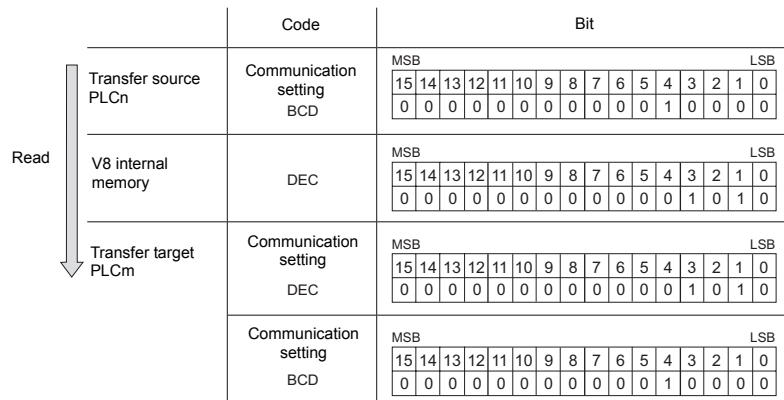 Code Bit
Read
Transfer source
PLCn
Communication
setting
BCD
MSB LSB
15 14 13 12 11 10 9 8 7 6 5 4 3 2 1 0
0 0 0 0 0 0 0 0 0 0 0 1 0 0 0 0
V8 internal
memory
DEC
MSB LSB
15 14 13 12 11 10 9 8 7 6 5 4 3 2 1 0
0 0 0 0 0 0 0 0 0 0 0 0 1 0 1 0
Transfer target
PLCm
Communication
setting
DEC
MSB LSB
15 14 13 12 11 10 9 8 7 6 5 4 3 2 1 0
0 0 0 0 0 0 0 0 0 0 0 0 1 0 1 0
Communication
setting
BCD
MSB LSB
15 14 13 12 11 10 9 8 7 6 5 4 3 2 1 0
0 0 0 0 0 0 0 0 0 0 0 1 0 0 0 0